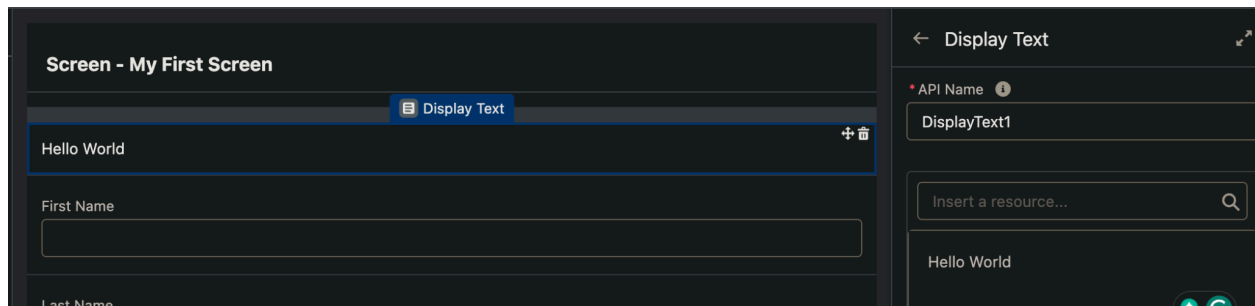 Screen - My First Screen
Display Text
Hello World
First Name
Last Name
Display Text
* API Name
DisplayText1
Insert a resource...
Hello World